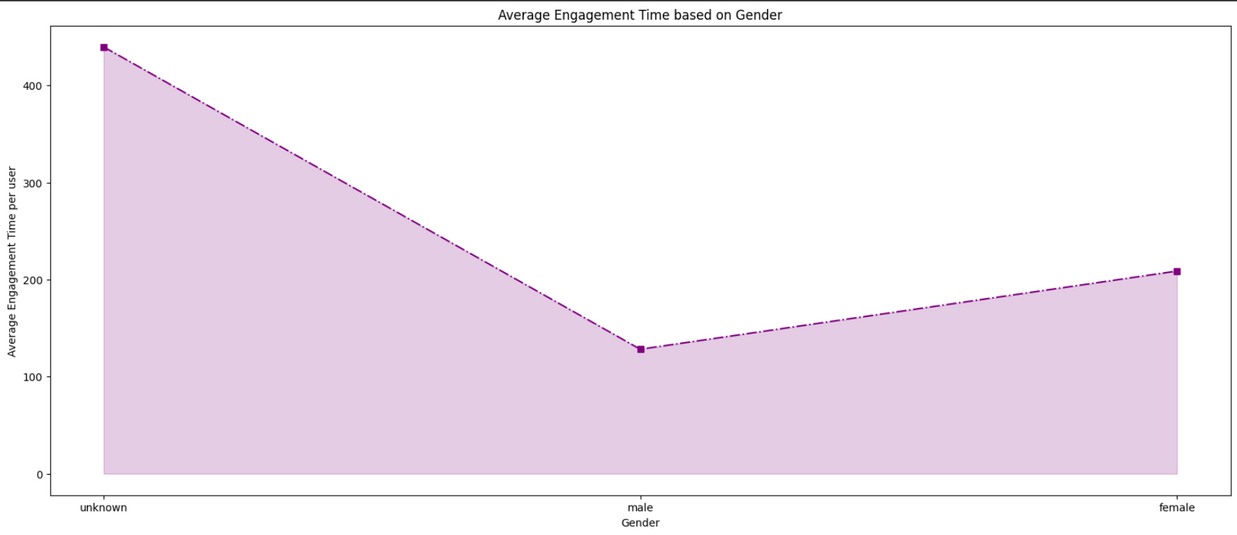 Average Engagement Time based on Gender
Average Engagement Time per user
400
300
200
100
0
unknown male female
Gender